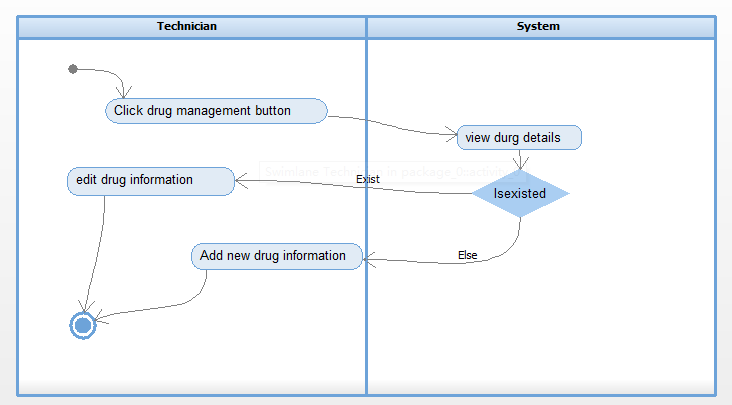 Technician
System
Click drug management button
view durg details
edit drug information
Exist
Isexisted
Add new drug information
Else